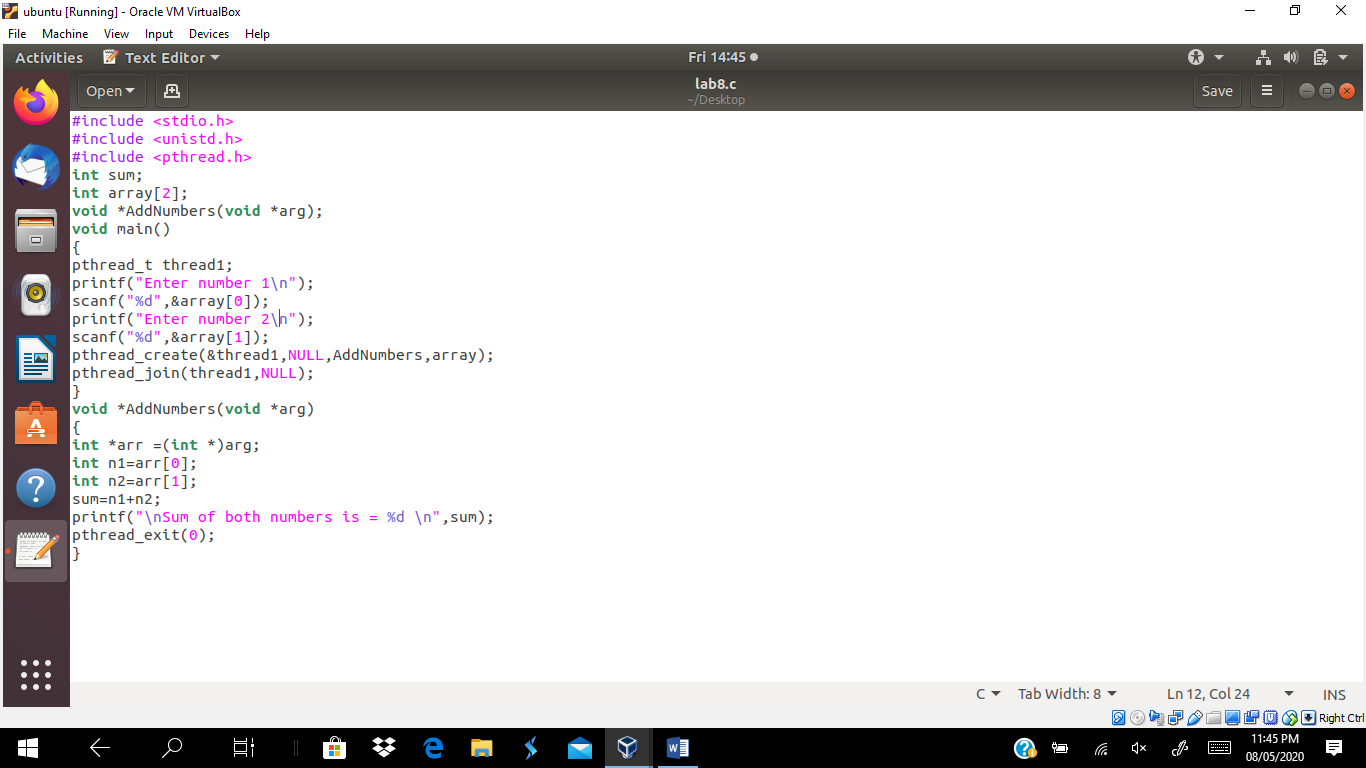 ubuntu [Running] - Oracle VM VirtualBox
File Machine View Input Devices Help
Activities Text Editor Fri 14:45
Open lab8.c Save
~/Desktop
#include <stdio.h>
#include <unistd.h>
#include <pthread.h>
int sum;
int array[2];
void *AddNumbers(void *arg);
void main()
{
pthread_t thread1;
printf("Enter number 1\n");
scanf("%d",&array[0]);
printf("Enter number 2\n");
scanf("%d",&array[1]);
pthread_create(&thread1,NULL,AddNumbers,array);
pthread_join(thread1,NULL);
}
void *AddNumbers(void *arg)
{
int *arr =(int *)arg;
int n1=arr[0];
int n2=arr[1];
sum=n1+n2;
printf("\nSum of both numbers is = %d \n",sum);
pthread_exit(0);
}
C Tab Width: 8 Ln 12, Col 24 INS
Right Ctrl
11:45 PM
08/05/2020